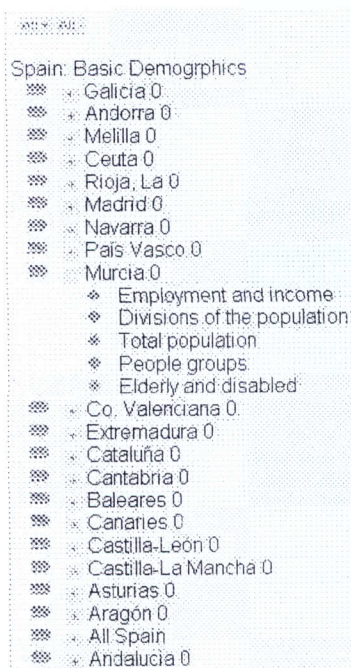 Spain: Basic Demogrphics
Galicia 0
Andorra 0
Melilla 0
Ceuta 0
Rioja, La 0
Madrid 0
Navarra 0
País Vasco 0
Murcia 0
Employment and income
Divisions of the population
Total population
People groups
Elderly and disabled
Co. Valenciana 0
Extremadura 0
Cataluña 0
Cantabria 0
Baleares 0
Canaries 0
Castilla-León 0
Castilla-La Mancha 0
Asturias 0
Aragón 0
All Spain
Andalucia 0